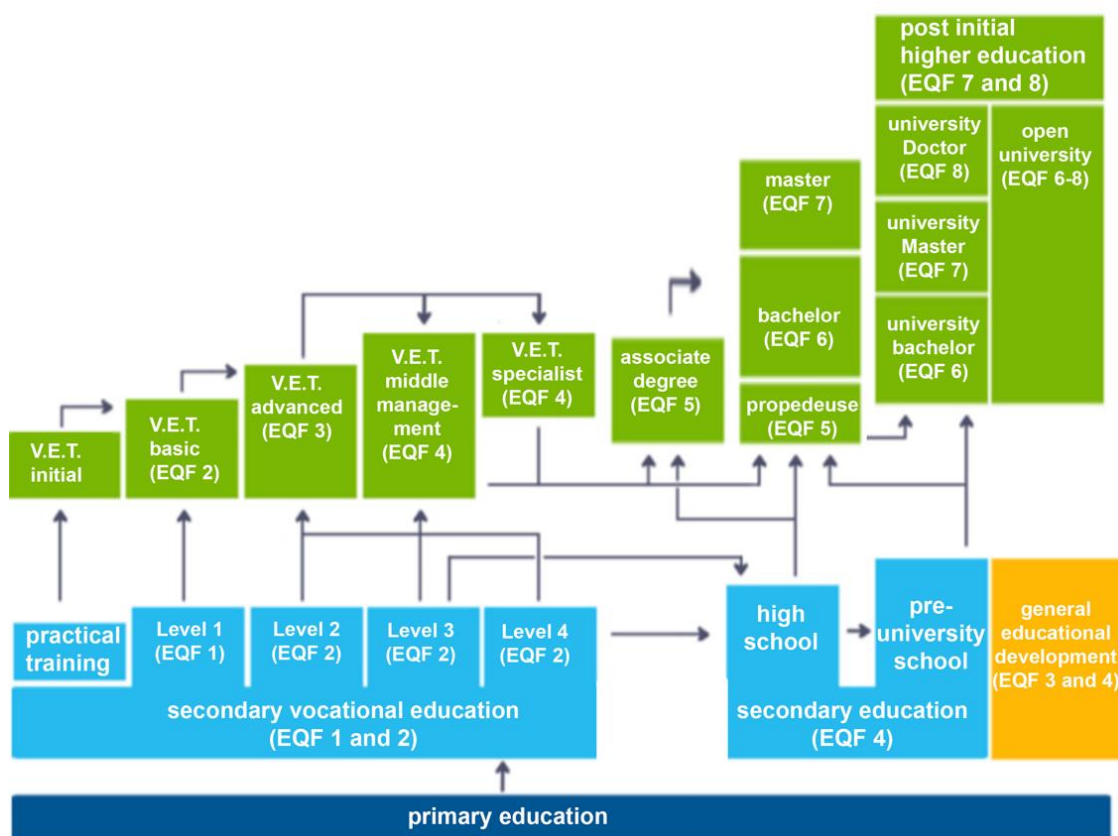 post initial
higher education
(EQF 7 and 8)
university
Doctor
(EQF 8)
open
university
(EQF 6-8)
master
(EQF 7)
university
Master
(EQF 7)
bachelor
(EQF 6)
university
bachelor
(EQF 6)
V.E.T.
initial
V.E.T.
basic
(EQF 2)
V.E.T.
advanced
(EQF 3)
V.E.T.
middle
manage-
ment
(EQF 4)
V.E.T.
specialist
(EQF 4)
associate
degree
(EQF 5)
propedeuse
(EQF 5)
practical
training
Level 1
(EQF 1)
Level 2
(EQF 2)
Level 3
(EQF 2)
Level 4
(EQF 2)
high
school
pre-
university
school
general
educational
development
(EQF 3 and 4)
secondary vocational education
(EQF 1 and 2)
secondary education
(EQF 4)
primary education